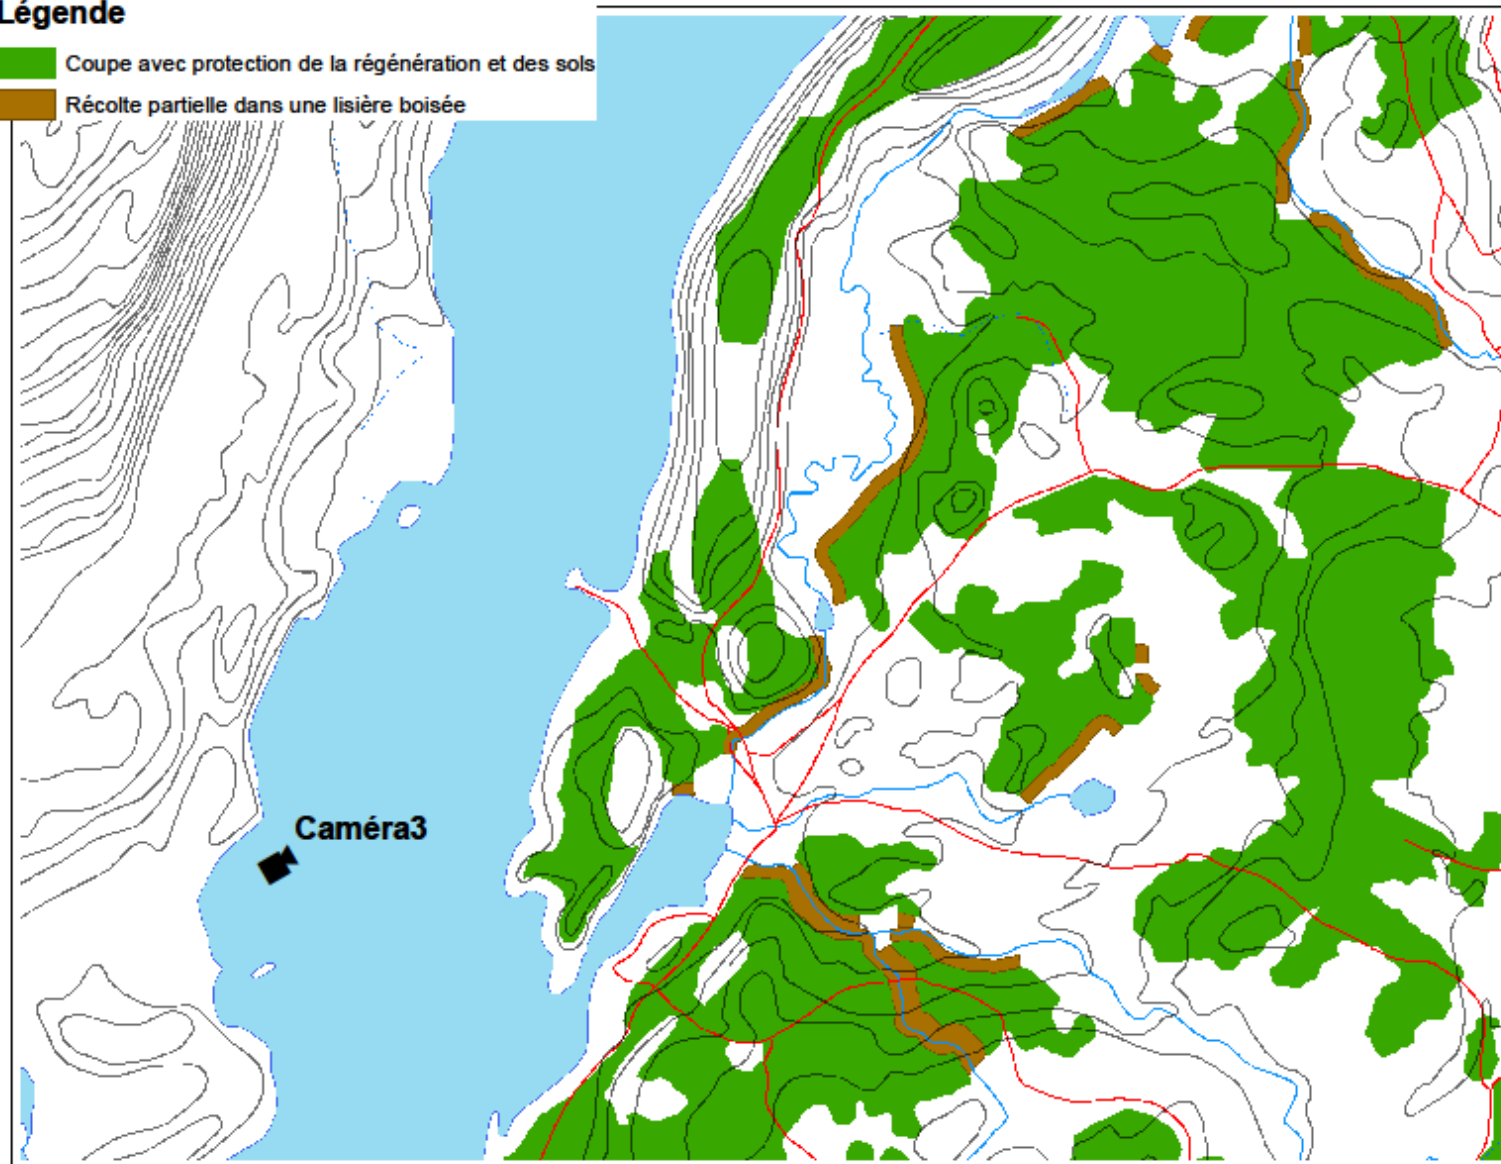 Légende
Coupe avec protection de la régénération et des sols
Récolte partielle dans une lisière boisée
Caméra3